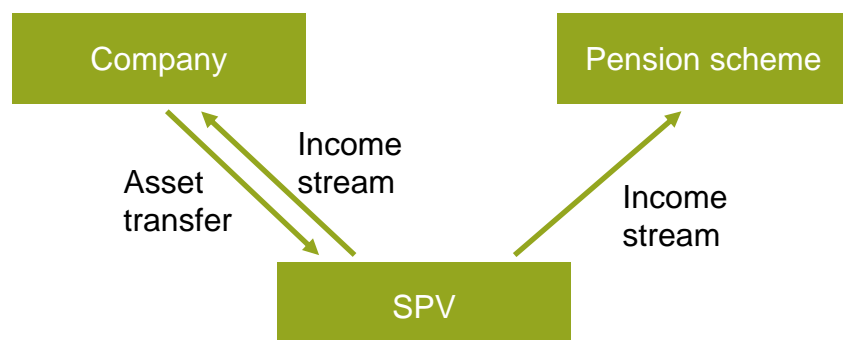 Company
Pension scheme
Income
stream
Asset
transfer
Income
stream
SPV